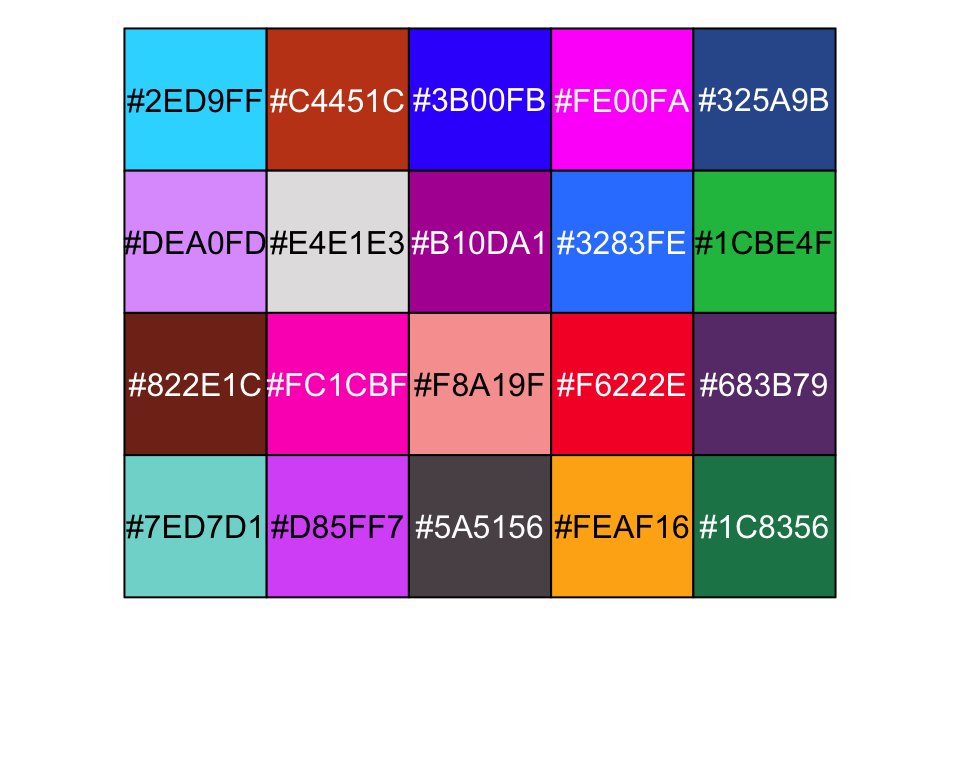 #2ED9FF #C4451C #3B00FB #FE00FA #325A9B
#DEA0FD #E4E1E3 #B10DA1 #3283FE #1CBE4F
#822E1C #FC1CBF #F8A19F #F6222E #683B79
#7ED7D1 #D85FF7 #5A5156 #FEAF16 #1C8356